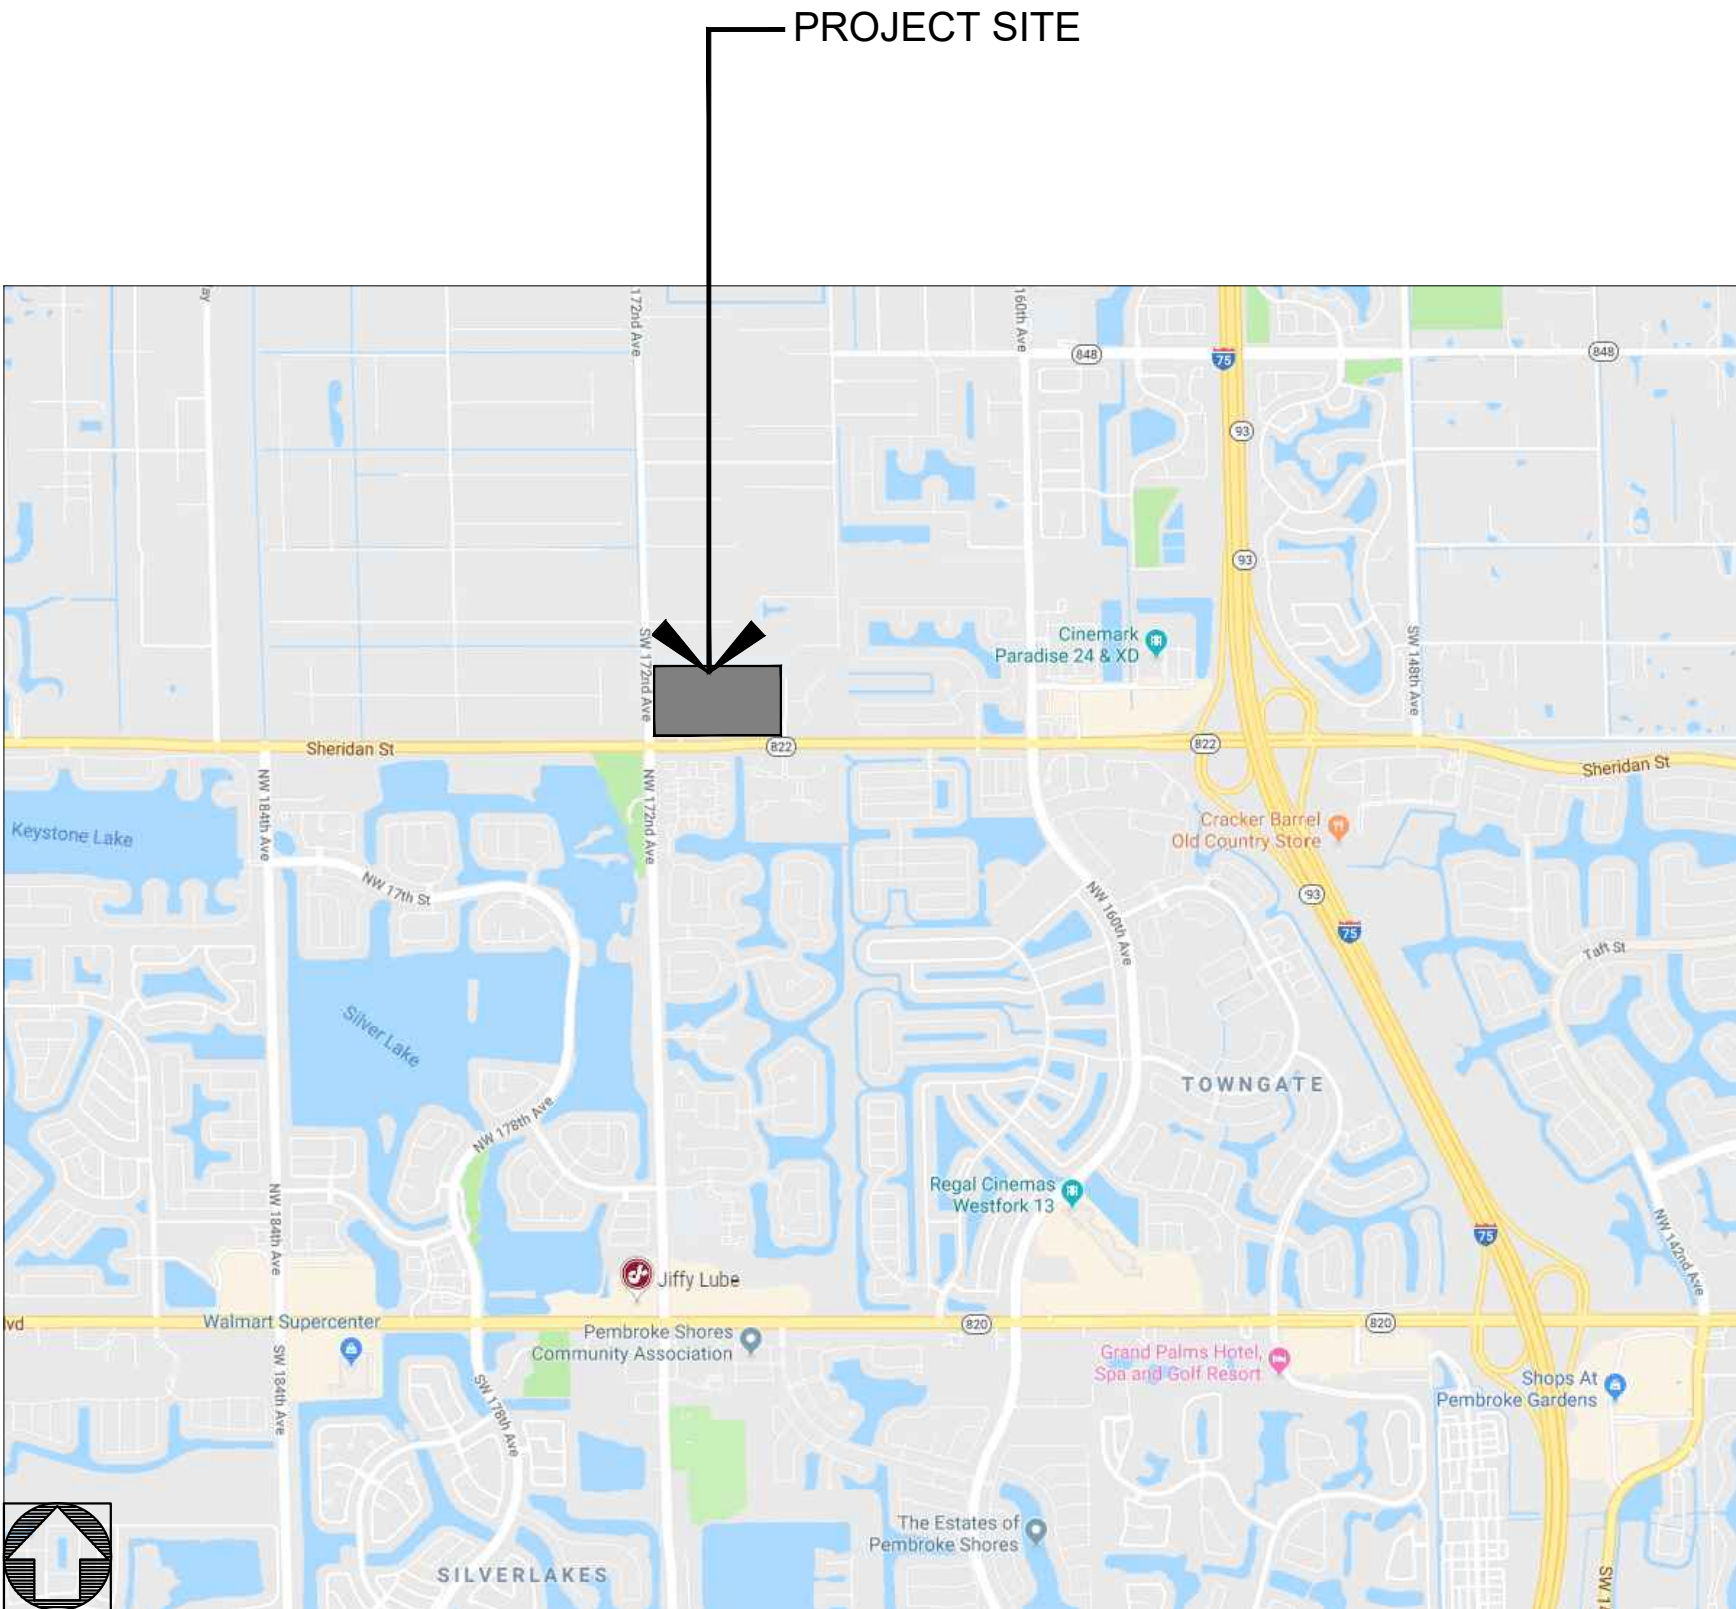 PROJECT SITE
ay
172nd Ave
160th Ave
848
75
848
93
93
Cinemark
Paradise 24 & XD
SW 172nd Ave
SW 148th Ave
Sheridan St
822
822
Sheridan St
NW 184th Ave
NW 172nd Ave
Keystone Lake
Cracker Barrel
Old Country Store
NW 17th St
NW 160th Ave
93
75
Taft St
Silver Lake
TOWNGATE
NW 178th Ave
Regal Cinemas
Westfork 13
NW 184th Ave
NW 142nd Ave
75
Jiffy Lube
lvd
Walmart Supercenter
820
820
Pembroke Shores
Community Association
SW 184th Ave
Grand Palms Hotel,
Spa and Golf Resort
Shops At
Pembroke Gardens
SW 178th Ave
The Estates of
Pembroke Shores
SILVERLAKES
SW 1